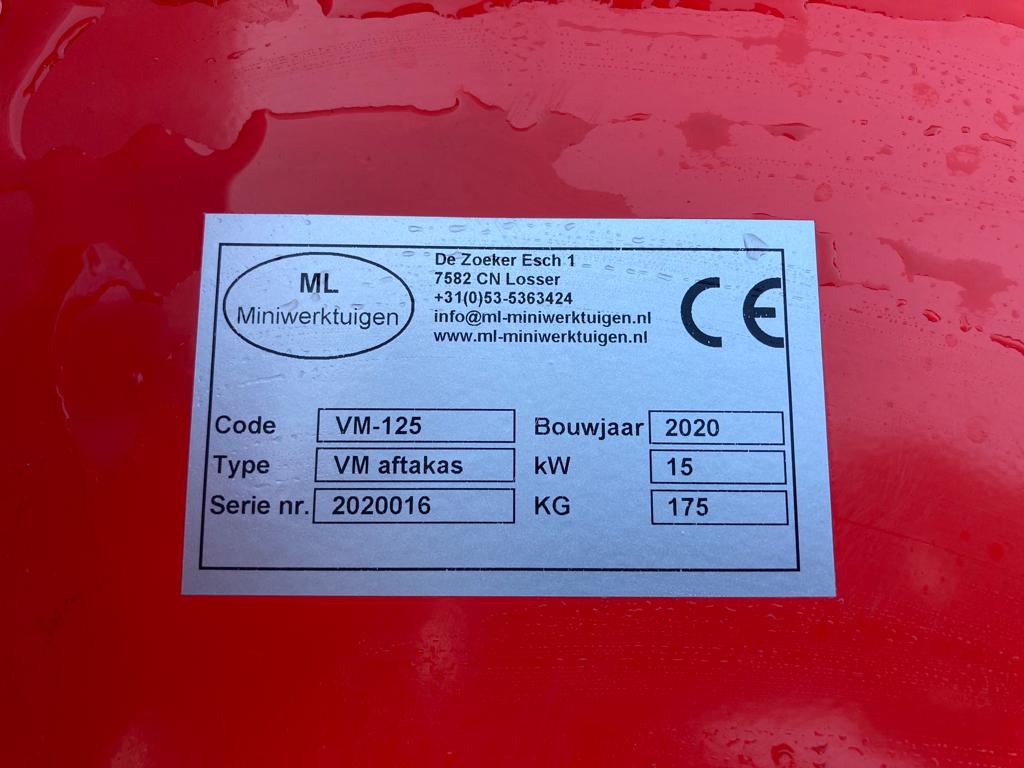 ML
Miniwerktuigen
De Zoeker Esch 1
7582 CN Losser
+31(0)53-5363424
info@ml-miniwerktuigen.nl
www.ml-miniwerktuigen.nl
CE
Code VM-125 Bouwjaar 2020
Type VM aftakas kW 15
Serie nr. 2020016 KG 175